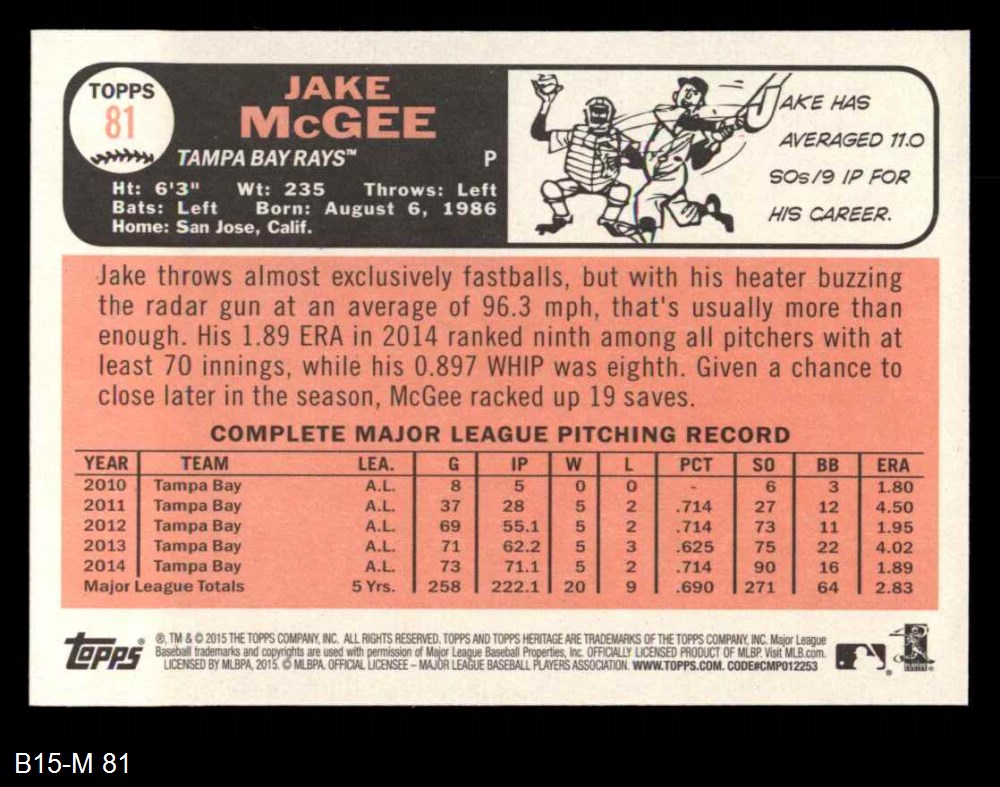 TOPPS
81
JAKE
McGEE
TAMPA BAY RAYS™ P
Ht: 6'3" Wt: 235 Throws: Left
Bats: Left Born: August 6, 1986
Home: San Jose, Calif.
JAKE HAS
AVERAGED 11.0
SOs/9 IP FOR
HIS CAREER.
Jake throws almost exclusively fastballs, but with his heater buzzing
the radar gun at an average of 96.3 mph, that's usually more than
enough. His 1.89 ERA in 2014 ranked ninth among all pitchers with at
least 70 innings, while his 0.897 WHIP was eighth. Given a chance to
close later in the season, McGee racked up 19 saves.
COMPLETE MAJOR LEAGUE PITCHING RECORD
YEAR TEAM LEA. G IP W L PCT SO BB ERA
2010 Tampa Bay A.L. 8 5 0 0 - 6 3 1.80
2011 Tampa Bay A.L. 37 28 5 2 .714 27 12 4.50
2012 Tampa Bay A.L. 69 55.1 5 2 .714 73 11 1.95
2013 Tampa Bay A.L. 71 62.2 5 3 .625 75 22 4.02
2014 Tampa Bay A.L. 73 71.1 5 2 .714 90 16 1.89
Major League Totals 5 Yrs. 258 222.1 20 9 .690 271 64 2.83
Topps®
®, TM & © 2015 THE TOPPS COMPANY, INC. ALL RIGHTS RESERVED. TOPPS AND TOPPS HERITAGE ARE TRADEMARKS OF THE TOPPS COMPANY, INC. Major League
Baseball trademarks and copyrights are used with permission of Major League Baseball Properties, Inc. OFFICIALLY LICENSED PRODUCT OF MLBP. Visit MLB.com.
LICENSED BY MLBPA, 2015. © MLBPA. OFFICIAL LICENSEE – MAJOR LEAGUE BASEBALL PLAYERS ASSOCIATION. WWW.TOPPS.COM. CODE#CMP012253
B15-M 81